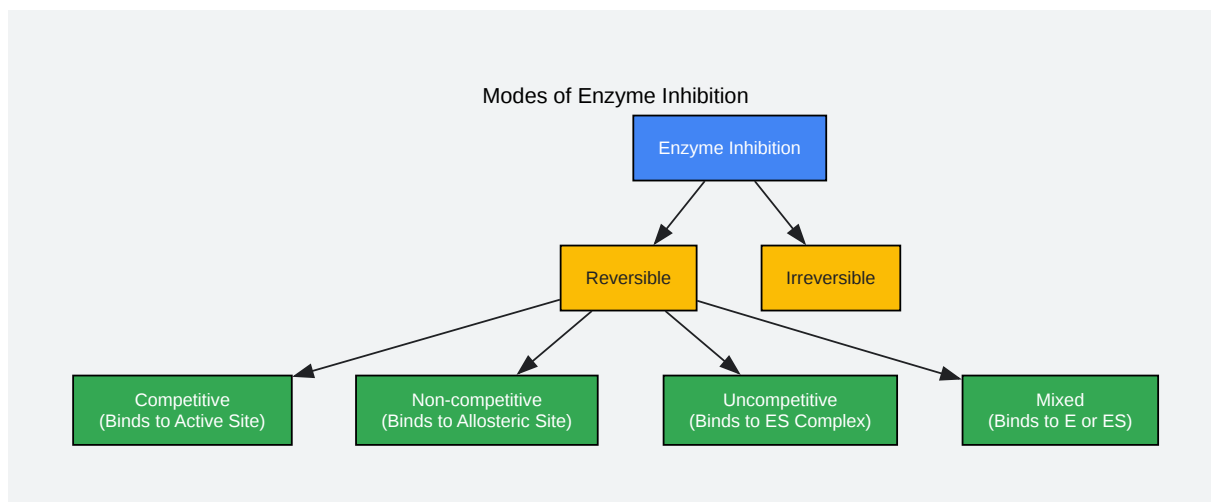 Modes of Enzyme Inhibition
Enzyme Inhibition
Reversible
Irreversible
Competitive
(Binds to Active Site)
Non-competitive
(Binds to Allosteric Site)
Uncompetitive
(Binds to ES Complex)
Mixed
(Binds to E or ES)